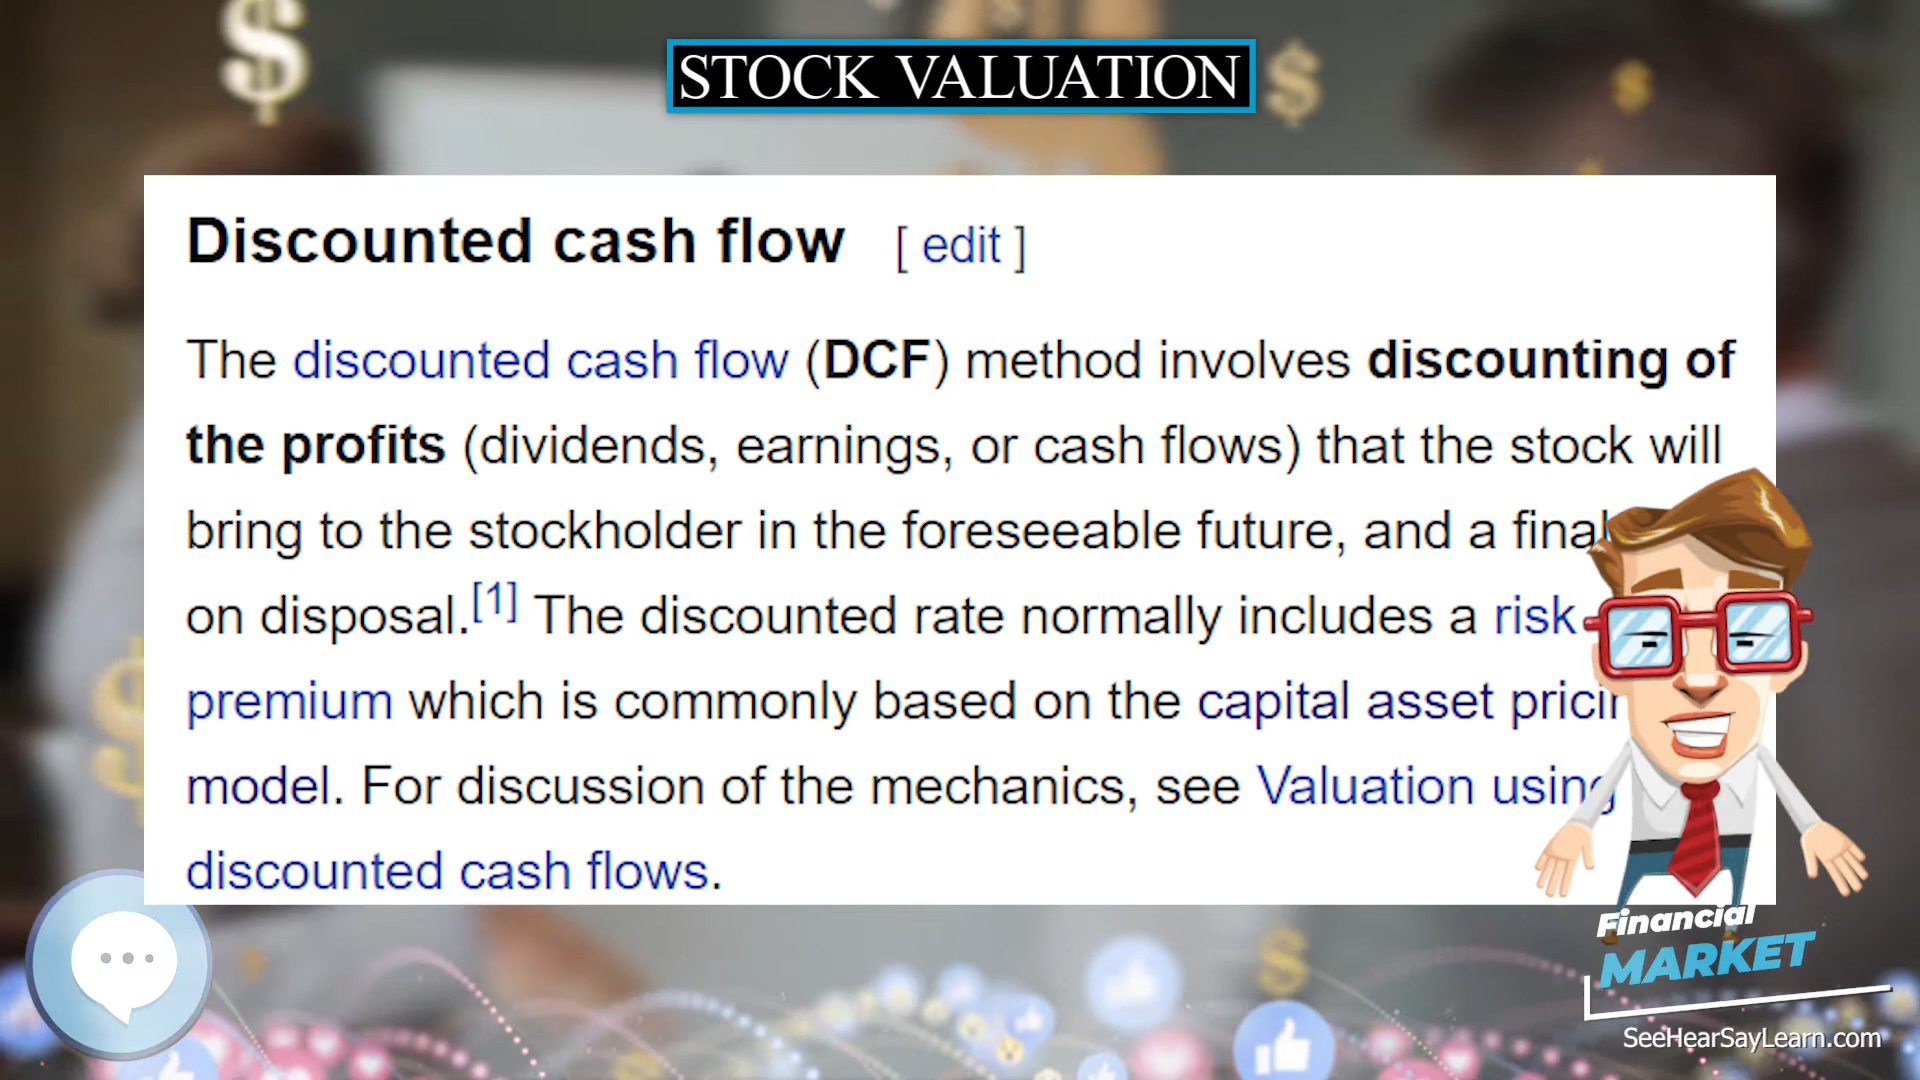 STOCK VALUATION
Discounted cash flow [ edit ]
The discounted cash flow (DCF) method involves discounting of
the profits (dividends, earnings, or cash flows) that the stock will
bring to the stockholder in the foreseeable future, and a final
on disposal.[1] The discounted rate normally includes a risk
premium which is commonly based on the capital asset
model. For discussion of the mechanics, see Valuation using
discounted cash flows.
Financial
MARKET
SeeHearSayLearn.com